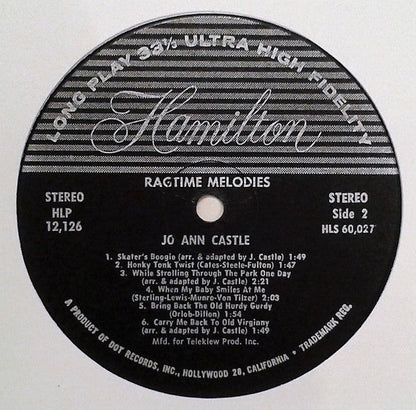 LONG PLAY 33⅓ ULTRA HIGH FIDELITY
Hamilton
RAGTIME MELODIES
STEREO
HLP
12,126
STEREO
Side 2
HLS 60,027
JO ANN CASTLE
1. Skater's Boogie (arr. & adapted by J. Castle) 1:49
2. Honky Tonk Twist (Cates-Steele-Fulton) 1:47
3. While Strolling Through The Park One Day
(arr. & adapted by J. Castle) 2:21
4. When My Baby Smiles At Me
(Sterling-Lewis-Munro-Von Tilzer) 2:03
5. Bring Back The Old Hurdy Gurdy
(Orlob-Dillon) 1:54
6. Carry Me Back To Old Virginny
(arr. & adapted by J. Castle) 1:49
Mfd. for Teleklew Prod. Inc.
A PRODUCT OF DOT RECORDS, INC., HOLLYWOOD 28, CALIFORNIA • TRADEMARK REG.